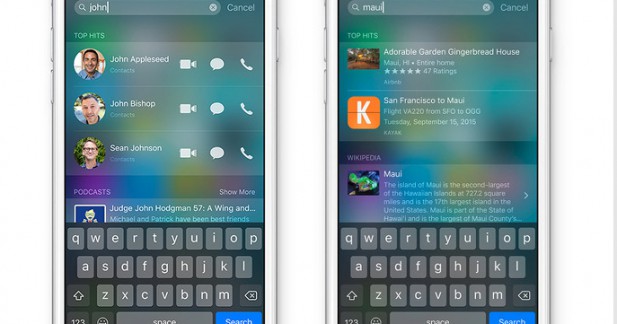 john
Cancel
TOP HITS
John Appleseed
Contacts
John Bishop
Contacts
Sean Johnson
Contacts
PODCASTS Show More
Judge John Hodgman 57: A Wing and...
Michael and Patrick have been best friends
q w e r t y u i o p
a s d f g h j k l
z x c v b n m
123 space Search
maui
Cancel
TOP HITS
Adorable Garden Gingerbread House
Maui, HI • Entire home
★★★★★ 47 Ratings
Airbnb
K
San Francisco to Maui
Flight VA220 from SFO to OGG
Tuesday, September 15, 2015
KAYAK
WIKIPEDIA
Maui
The island of Maui is the second-largest
of the Hawaiian Islands at 727.2 square
miles and is the 17th largest island in the
United States. Maui is part of the State of
Hawai'i and is the largest of Maui County's...
q w e r t y u i o p
a s d f g h j k l
z x c v b n m
123 space Search